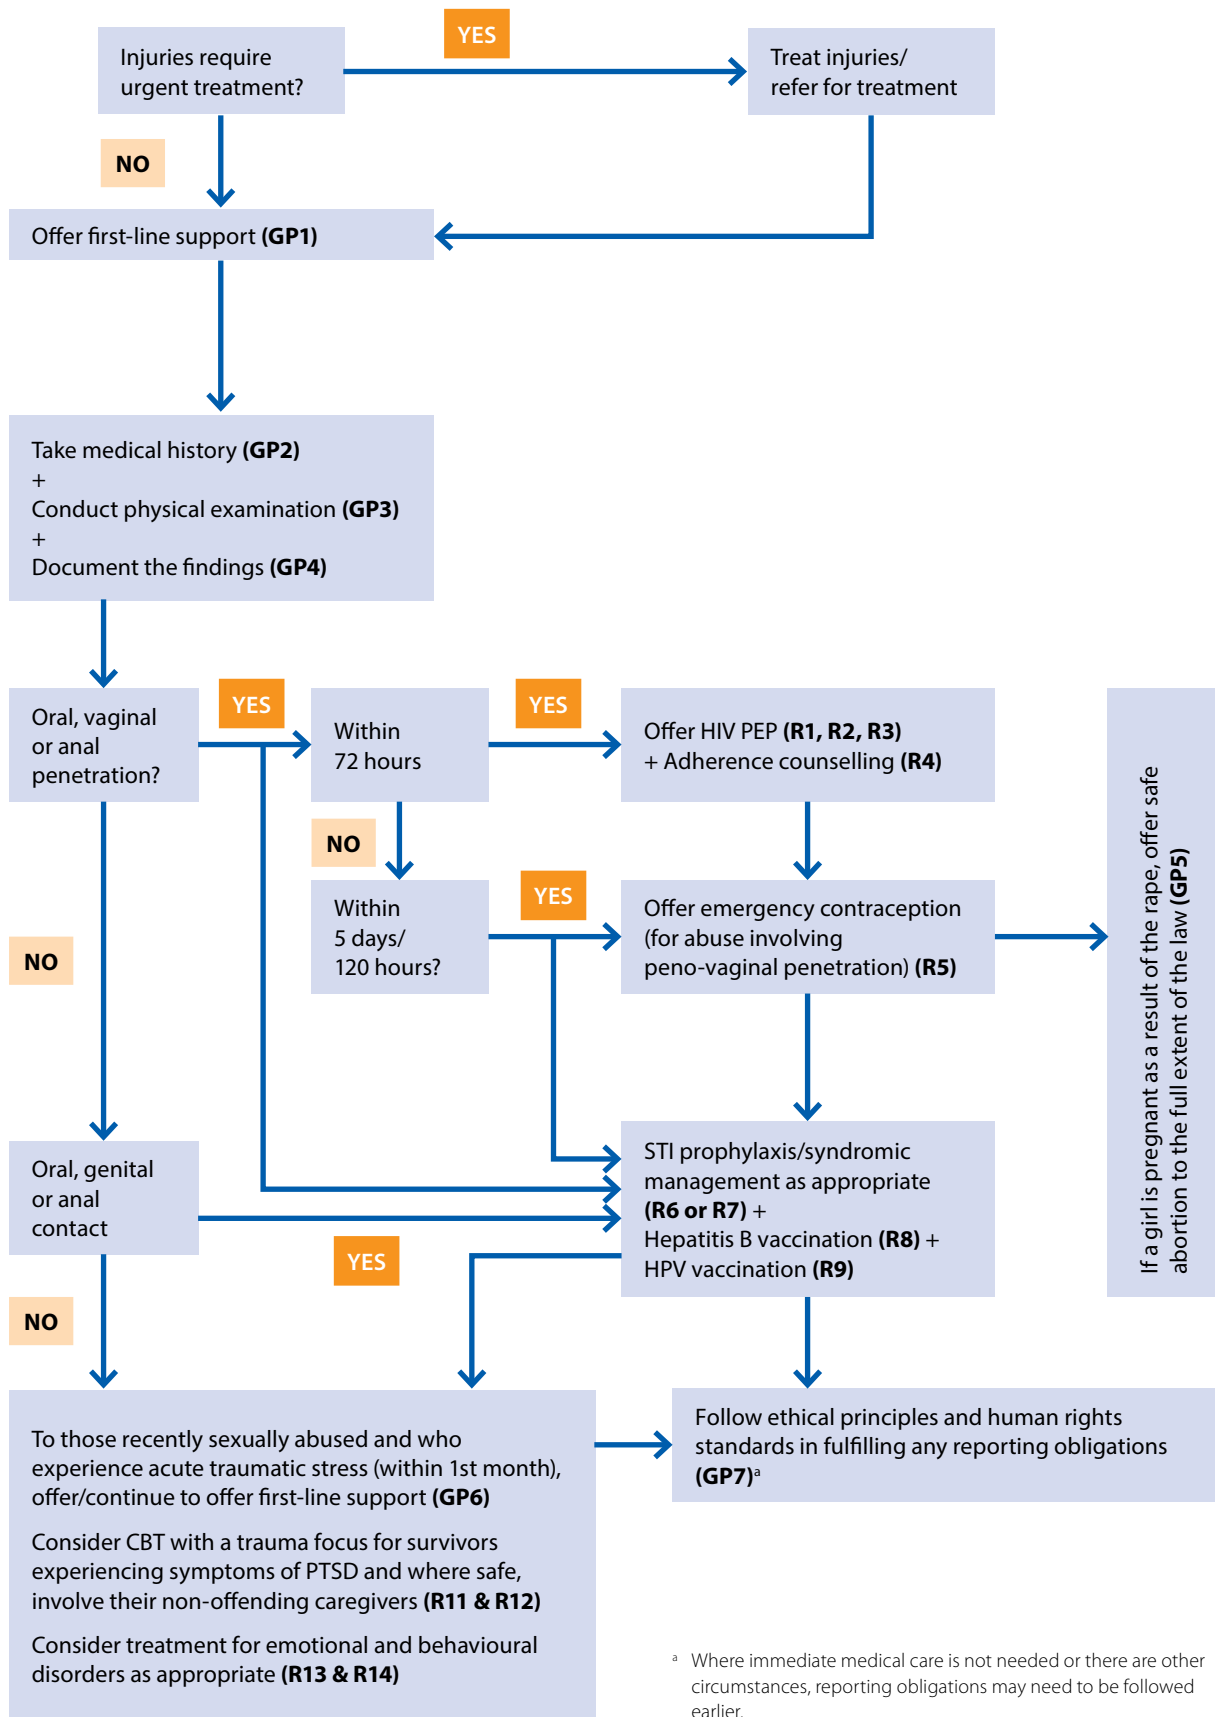 Injuries require
urgent treatment?
YES
Treat injuries/
refer for treatment
NO
Offer first-line support (GP1)
Take medical history (GP2)
+
Conduct physical examination (GP3)
+
Document the findings (GP4)
Oral, vaginal
or anal
penetration?
YES
Within
72 hours
YES
Offer HIV PEP (R1, R2, R3)
+ Adherence counselling (R4)
NO
Within
5 days/
120 hours?
YES
Offer emergency contraception
(for abuse involving
peno-vaginal penetration) (R5)
If a girl is pregnant as a result of the rape, offer safe
abortion to the full extent of the law (GP5)
NO
Oral, genital
or anal
contact
YES
STI prophylaxis/syndromic
management as appropriate
(R6 or R7) +
Hepatitis B vaccination (R8) +
HPV vaccination (R9)
NO
To those recently sexually abused and who
experience acute traumatic stress (within 1st month),
offer/continue to offer first-line support (GP6)
Consider CBT with a trauma focus for survivors
experiencing symptoms of PTSD and where safe,
involve their non-offending caregivers (R11 & R12)
Consider treatment for emotional and behavioural
disorders as appropriate (R13 & R14)
Follow ethical principles and human rights
standards in fulfilling any reporting obligations
(GP7)ᵃ
ᵃ Where immediate medical care is not needed or there are other
circumstances, reporting obligations may need to be followed
earlier.